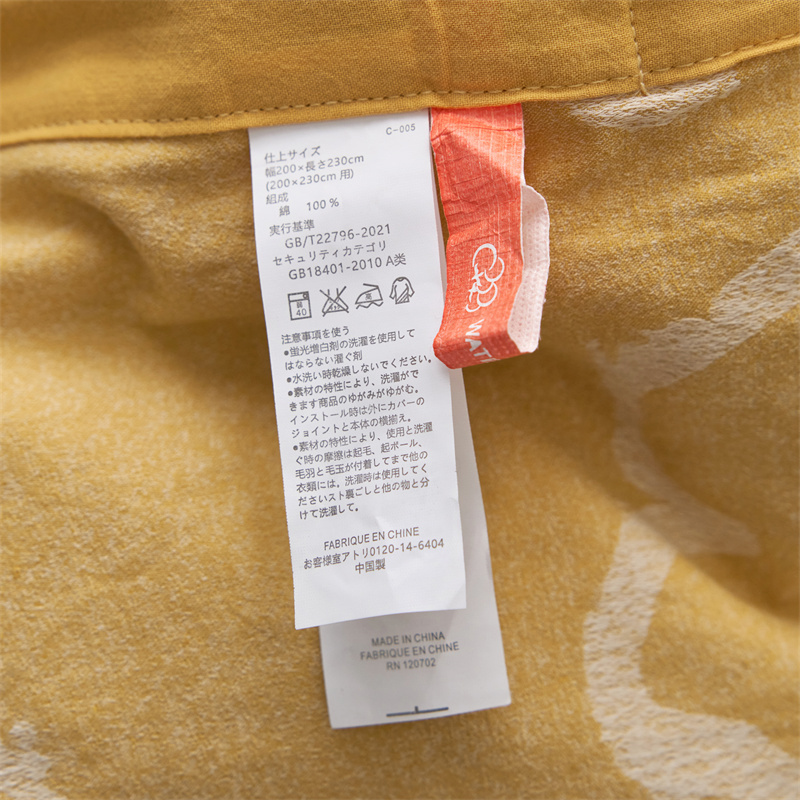 C-005
仕上サイズ
幅200×長さ230cm
(200×230cm 用)
組成
綿 100％
実行基準
GB/T22796-2021
セキュリティカテゴリ
GB18401-2010 A类
40
注意事項を使う
●蛍光増白剤の洗濯を使用して
はならない濯ぐ剤
●水洗い時乾燥しないでください。
●素材の特性により、洗濯がで
きます商品のゆがみがゆがむ。
インストール時は外にカバーの
ジョイントと本体の横揃え。
●素材の特性により、使用と洗濯
ぐ時の摩擦は起毛、起ボール、
毛羽と毛玉が付着してまで他の
衣類には。洗濯時は使用してく
ださいスト裏ごしと他の物と分
けて洗濯して。
FABRIQUE EN CHINE
お客様室アトリ0120-14-6404
中国製
MADE IN CHINA
FABRIQUE EN CHINE
RN 120702
WAT